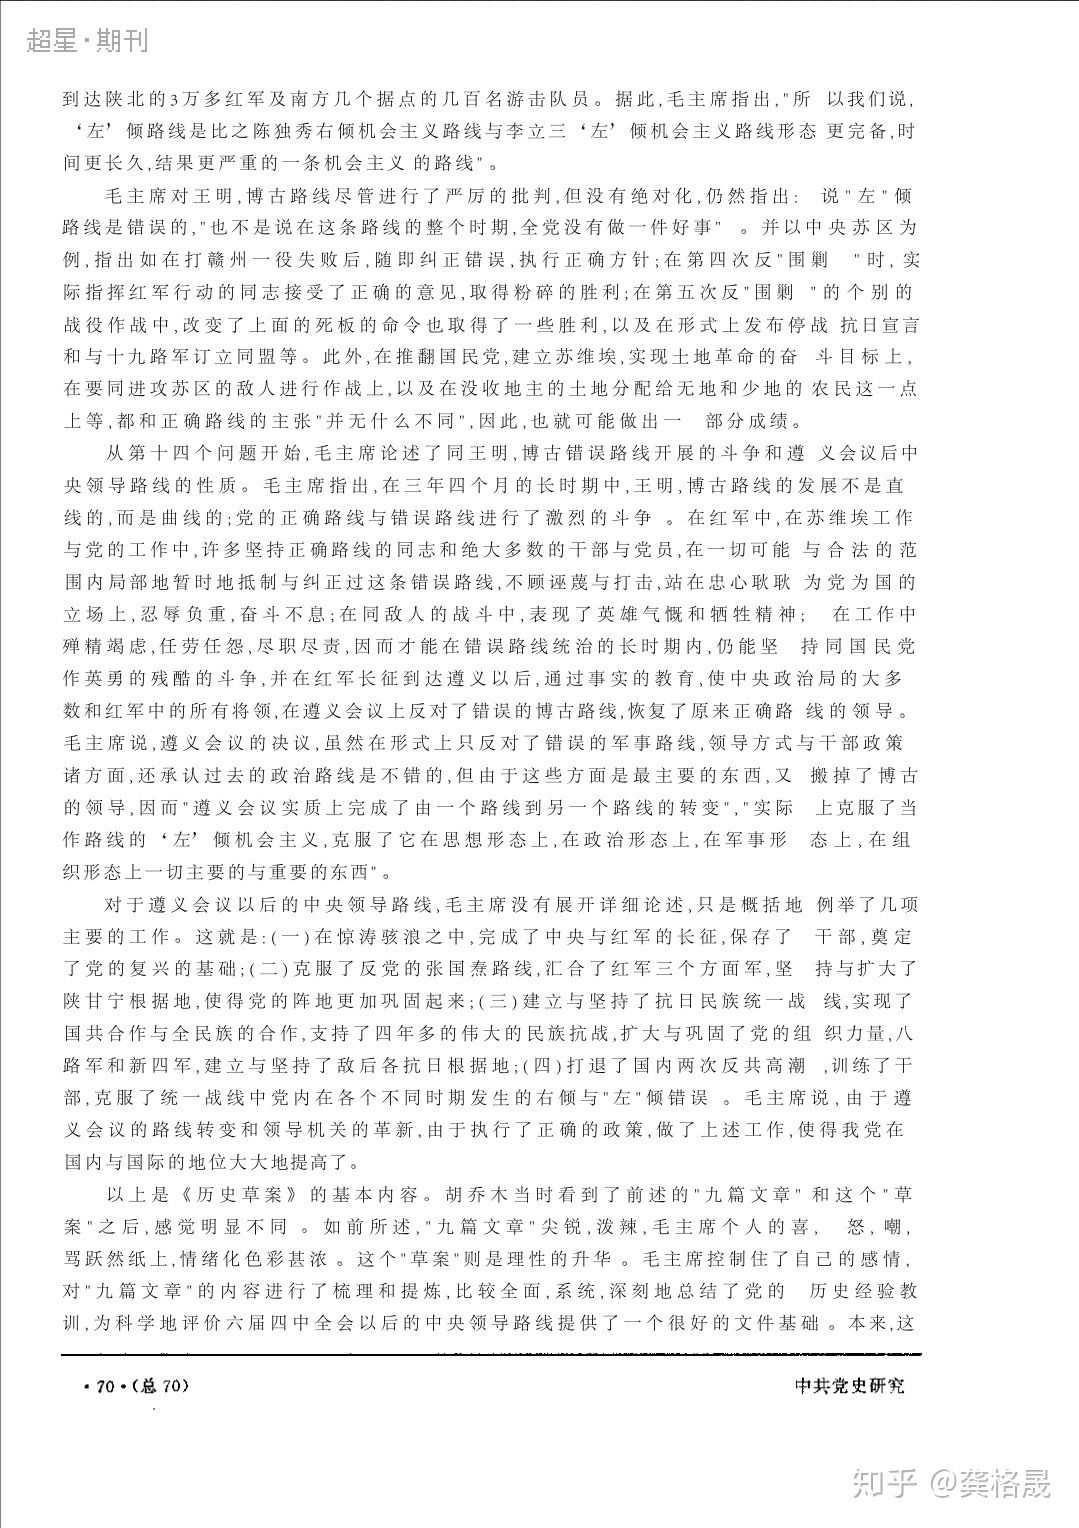 超星·期刊
到达陕北的3万多红军及南方几个据点的几百名游击队员。据此,毛主席指出,"所 以我们说,
‘左’倾路线是比之陈独秀右倾机会主义路线与李立三‘左’倾机会主义路线形态 更完备,时
间更长久,结果更严重的一条机会主义 的路线"。
毛主席对王明,博古路线尽管进行了严厉的批判,但没有绝对化,仍然指出: 说"左"倾
路线是错误的,"也不是说在这条路线的整个时期,全党没有做一件好事" 。并以中央苏区为
例,指出如在打赣州一役失败后,随即纠正错误,执行正确方针;在第四次反"围剿 "时, 实
际指挥红军行动的同志接受了正确的意见,取得粉碎的胜利;在第五次反"围剿 "的个别的
战役作战中,改变了上面的死板的命令也取得了一些胜利,以及在形式上发布停战 抗日宣言
和与十九路军订立同盟等。此外,在推翻国民党,建立苏维埃,实现土地革命的奋 斗目标上,
在要同进攻苏区的敌人进行作战上,以及在没收地主的土地分配给无地和少地的 农民这一点
上等,都和正确路线的主张"并无什么不同",因此,也就可能做出一 部分成绩。
从第十四个问题开始,毛主席论述了同王明,博古错误路线开展的斗争和遵 义会议后中
央领导路线的性质。毛主席指出,在三年四个月的长时期中,王明,博古路线的发展不是直
线的,而是曲线的;党的正确路线与错误路线进行了激烈的斗争 。在红军中,在苏维埃工作
与党的工作中,许多坚持正确路线的同志和绝大多数的干部与党员,在一切可能 与合法的范
围内局部地暂时地抵制与纠正过这条错误路线,不顾诬蔑与打击,站在忠心耿耿 为党为国的
立场上,忍辱负重,奋斗不息;在同敌人的战斗中,表现了英雄气慨和牺牲精神; 在工作中
殚精竭虑,任劳任怨,尽职尽责,因而才能在错误路线统治的长时期内,仍能坚 持同国民党
作英勇的残酷的斗争,并在红军长征到达遵义以后,通过事实的教育,使中央政治局的大多
数和红军中的所有将领,在遵义会议上反对了错误的博古路线,恢复了原来正确路 线的领导。
毛主席说,遵义会议的决议,虽然在形式上只反对了错误的军事路线,领导方式与干部政策
诸方面,还承认过去的政治路线是不错的,但由于这些方面是最主要的东西,又 搬掉了博古
的领导,因而"遵义会议实质上完成了由一个路线到另一个路线的转变","实际 上克服了当
作路线的‘左’倾机会主义,克服了它在思想形态上,在政治形态上,在军事形 态上,在组
织形态上一切主要的与重要的东西"。
对于遵义会议以后的中央领导路线,毛主席没有展开详细论述,只是概括地 例举了几项
主要的工作。这就是:(一)在惊涛骇浪之中,完成了中央与红军的长征,保存了 干部,奠定
了党的复兴的基础;(二)克服了反党的张国焘路线,汇合了红军三个方面军,坚 持与扩大了
陕甘宁根据地,使得党的阵地更加巩固起来;(三)建立与坚持了抗日民族统一战 线,实现了
国共合作与全民族的合作,支持了四年多的伟大的民族抗战,扩大与巩固了党的组 织力量,八
路军和新四军,建立与坚持了敌后各抗日根据地;(四)打退了国内两次反共高潮 ,训练了干
部,克服了统一战线中党内在各个不同时期发生的右倾与"左"倾错误 。毛主席说,由于遵
义会议的路线转变和领导机关的革新,由于执行了正确的政策,做了上述工作,使得我党在
国内与国际的地位大大地提高了。
以上是《历史草案》的基本内容。胡乔木当时看到了前述的"九篇文章" 和这个"草
案"之后,感觉明显不同 。如前所述,"九篇文章"尖锐,泼辣,毛主席个人的喜, 怒,嘲,
骂跃然纸上,情绪化色彩甚浓 。这个"草案"则是理性的升华 。毛主席控制住了自己的感情,
对"九篇文章"的内容进行了梳理和提炼,比较全面,系统,深刻地总结了党的 历史经验教
训,为科学地评价六届四中全会以后的中央领导路线提供了一个很好的文件基础 。本来,这
·70·(总70)
中共党史研究
知乎 @龚格晟